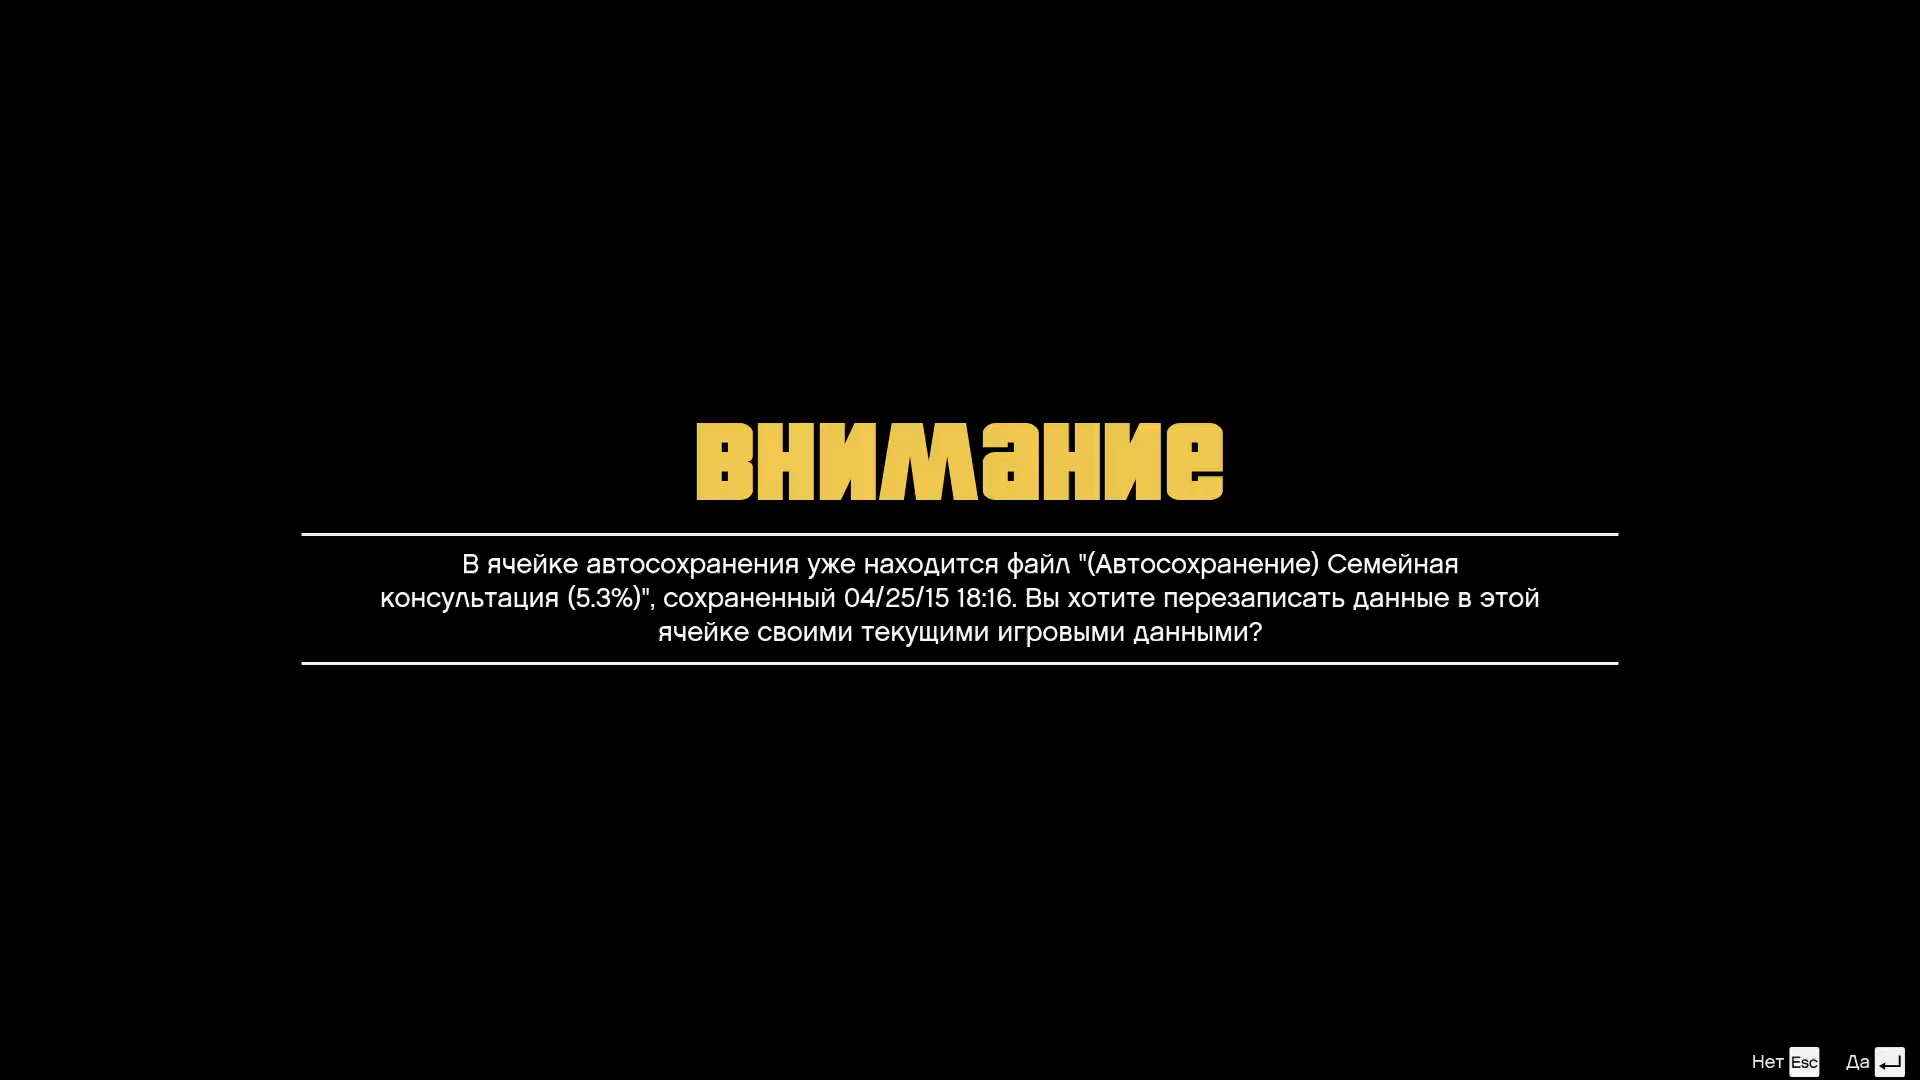 внимание
В ячейке автосохранения уже находится файл "(Автосохранение) Семейная
консультация (5.3%)", сохраненный 04/25/15 18:16. Вы хотите перезаписать данные в этой
ячейке своими текущими игровыми данными?
Нет Esc Да